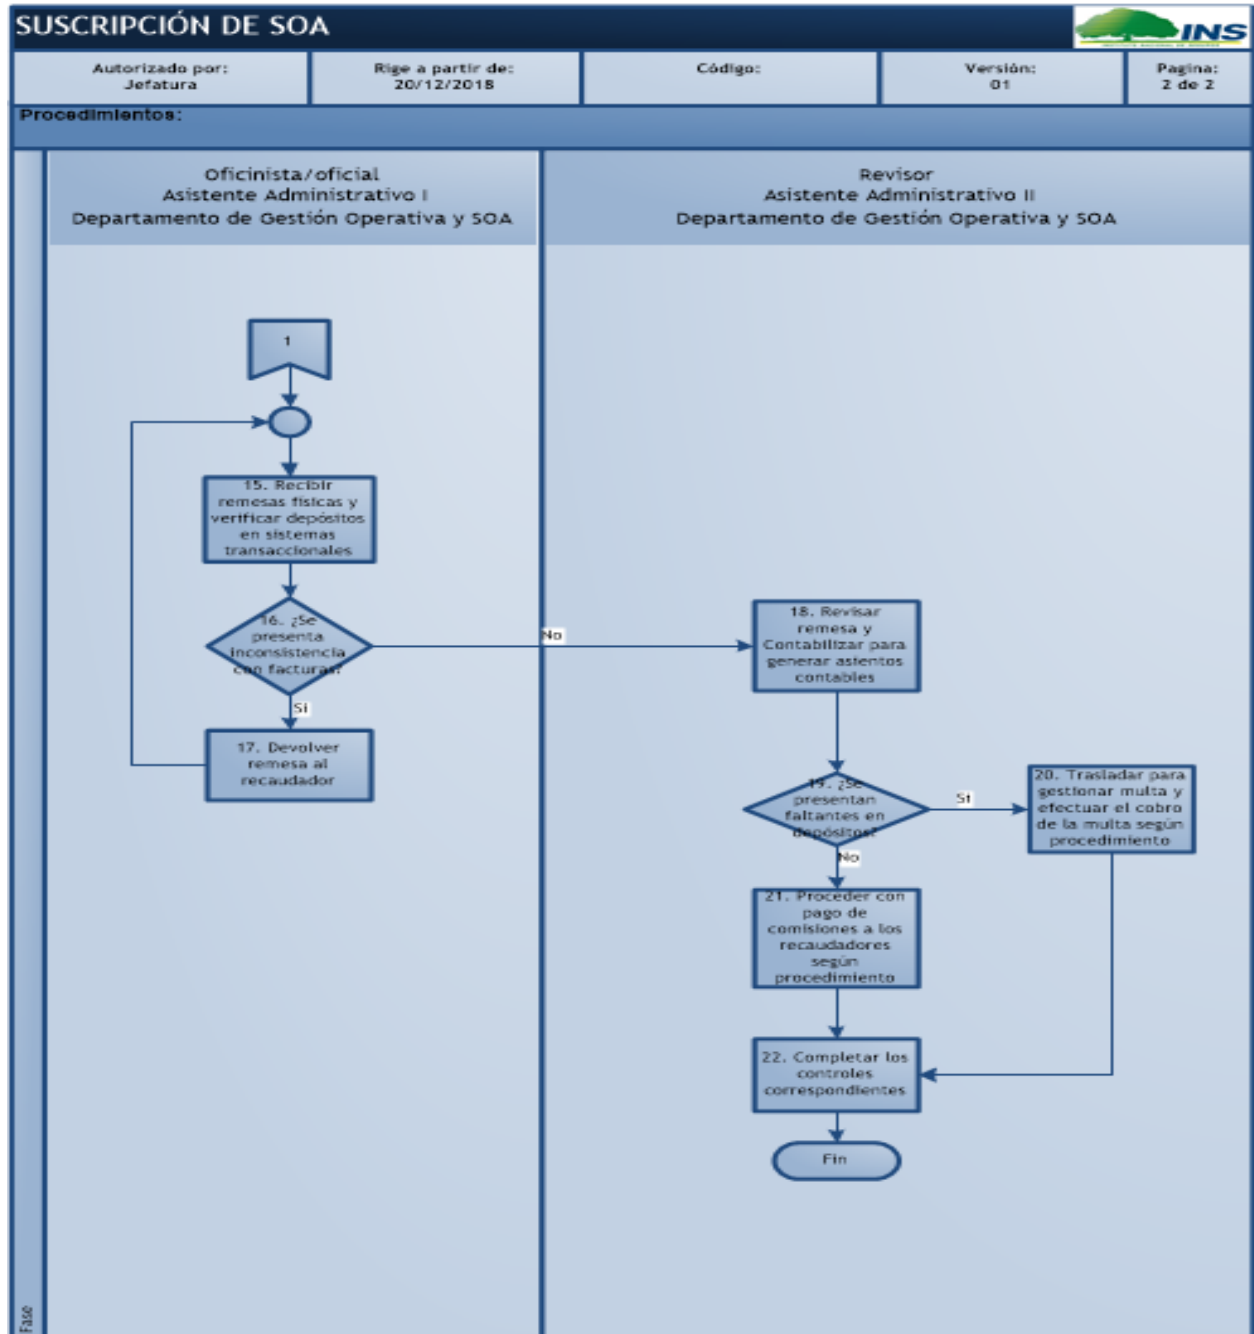 SUSCRIPCIÓN DE SOA
INS
Autorizado por:
Jefatura
Rige a partir de:
20/12/2018
Código:
Versión:
01
Pagina:
2 de 2
Procedimientos:
Oficinista/oficial
Asistente Administrativo I
Departamento de Gestión Operativa y SOA
Revisor
Asistente Administrativo II
Departamento de Gestión Operativa y SOA
1
15. Recibir
remesas físicas y
verificar depósitos
en sistemas
transaccionales
16. ¿Se
presenta
inconsistencia
con facturas?
No
Si
17. Devolver
remesa al
recaudador
18. Revisar
remesa y
Contabilizar para
generar asientos
contables
19. ¿Se
presentan
faltantes en
depósitos?
Si
No
20. Trasladar para
gestionar multa y
efectuar el cobro
de la multa según
procedimiento
21. Proceder con
pago de
comisiones a los
recaudadores
según
procedimiento
22. Completar los
controles
correspondientes
Fin
Fase